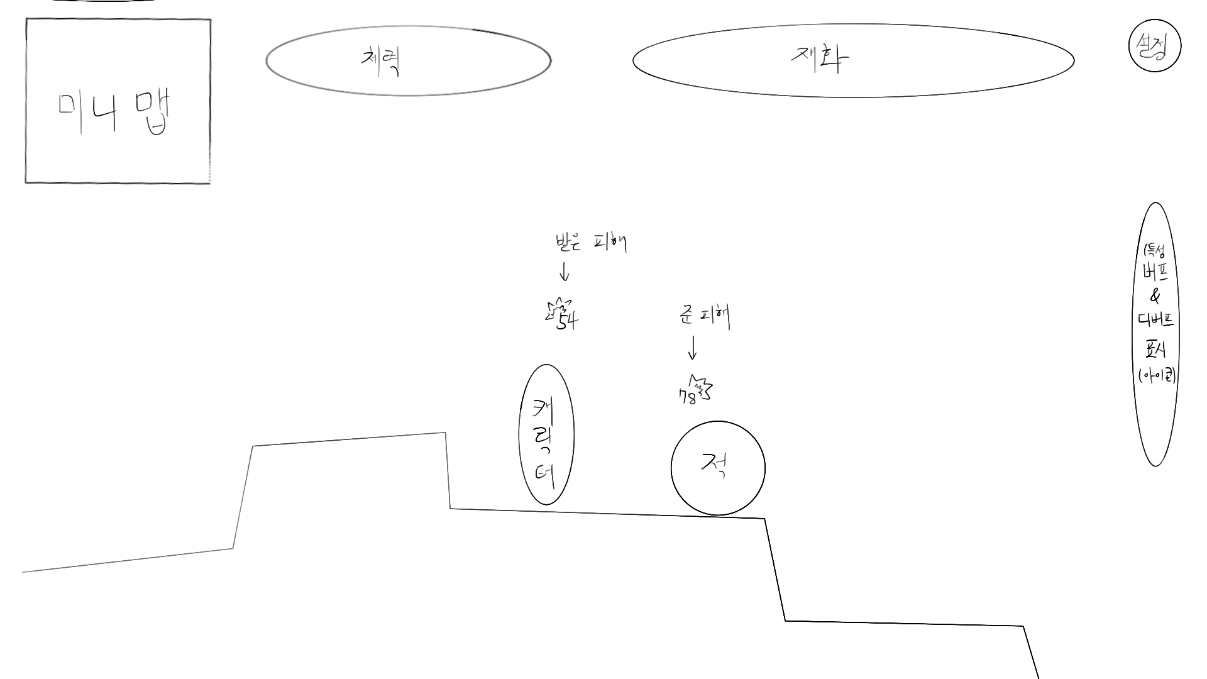 미니 맵
체력
재화
설정
받은 피해
↓
54
준 피해
↓
78
캐
릭
터
적
(특성
버프
&
디버프
표시
(아이콘)